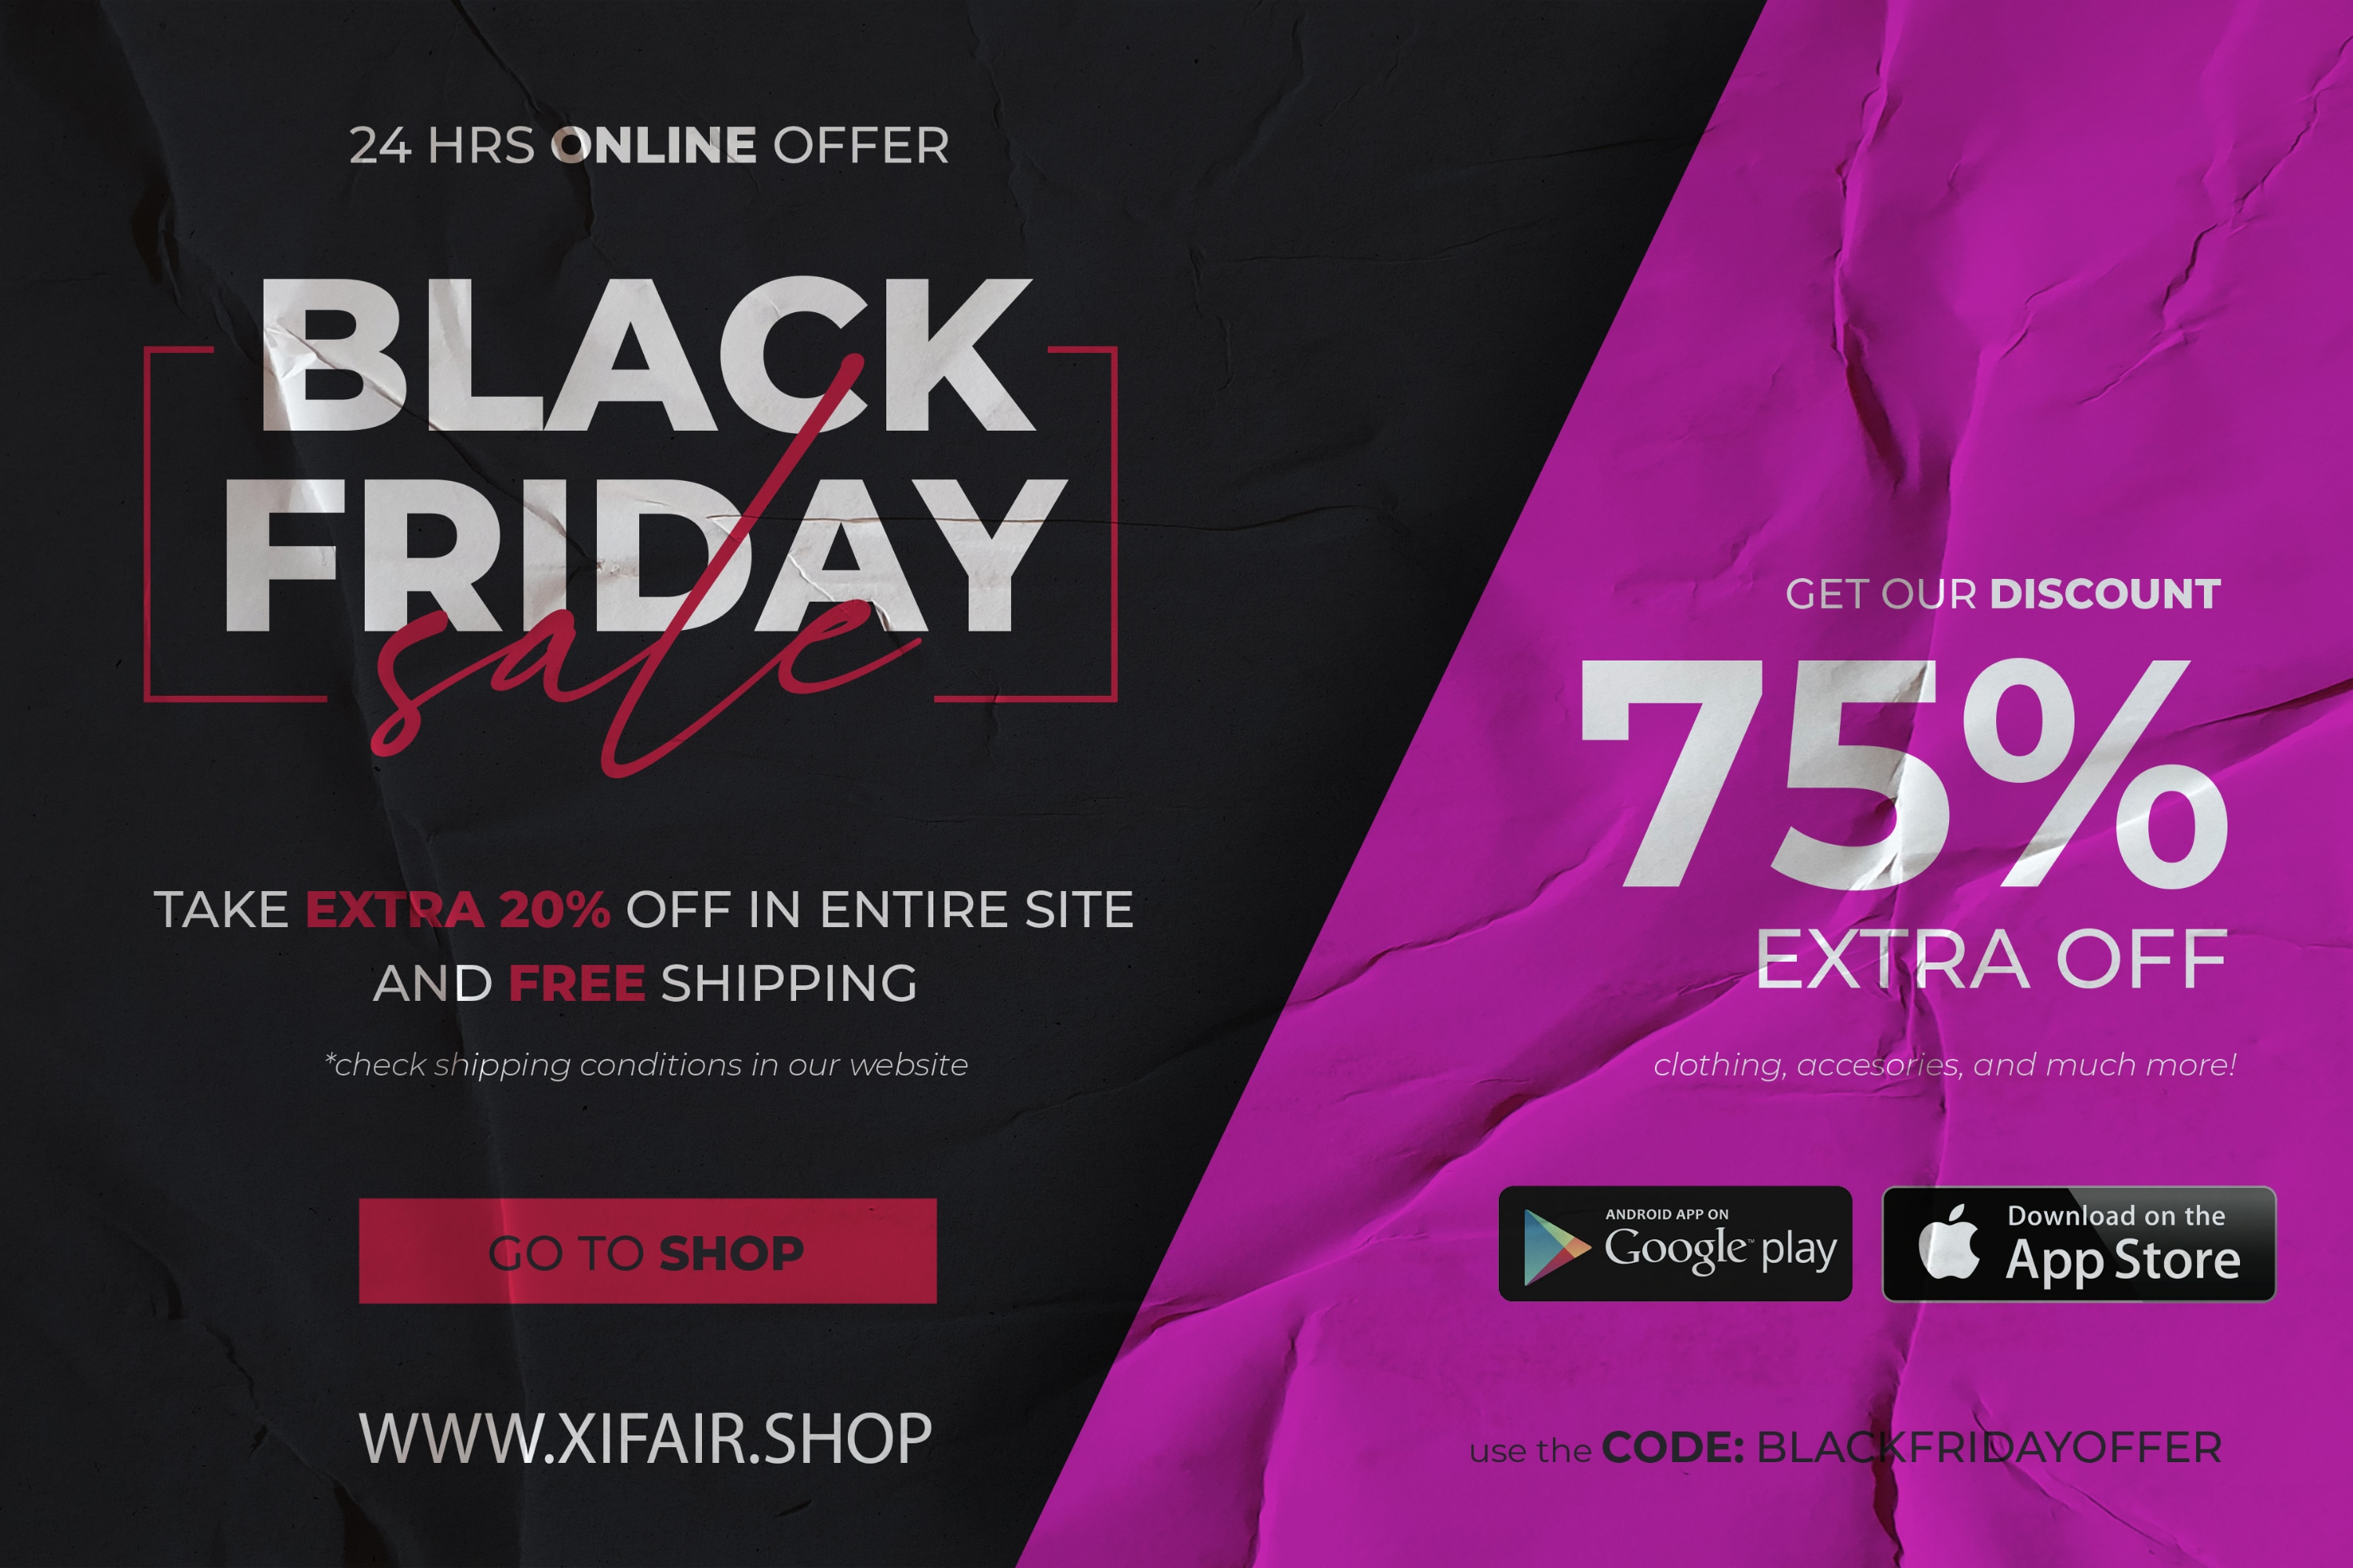 24 HRS ONLINE OFFER
BLACK
FRIDAY
sale
TAKE EXTRA 20% OFF IN ENTIRE SITE
AND FREE SHIPPING
*check shipping conditions in our website
GO TO SHOP
WWW.XIFAIR.SHOP
GET OUR DISCOUNT
75%
EXTRA OFF
clothing, accesories, and much more!
ANDROID APP ON
Google™ play
Download on the
App Store
use the CODE: BLACKFRIDAYOFFER